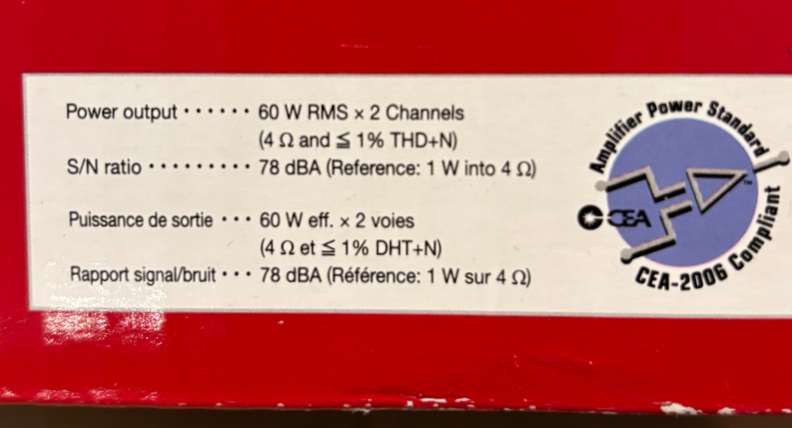 Power output · · · · · · 60 W RMS × 2 Channels
(4 Ω and ≦ 1% THD+N)
S/N ratio · · · · · · · · · 78 dBA (Reference: 1 W into 4 Ω)
Puissance de sortie · · · 60 W eff. × 2 voies
(4 Ω et ≦ 1% DHT+N)
Rapport signal/bruit · · · 78 dBA (Référence: 1 W sur 4 Ω)
Amplifier Power Standard
CEA
TM
CEA-2006 Compliant